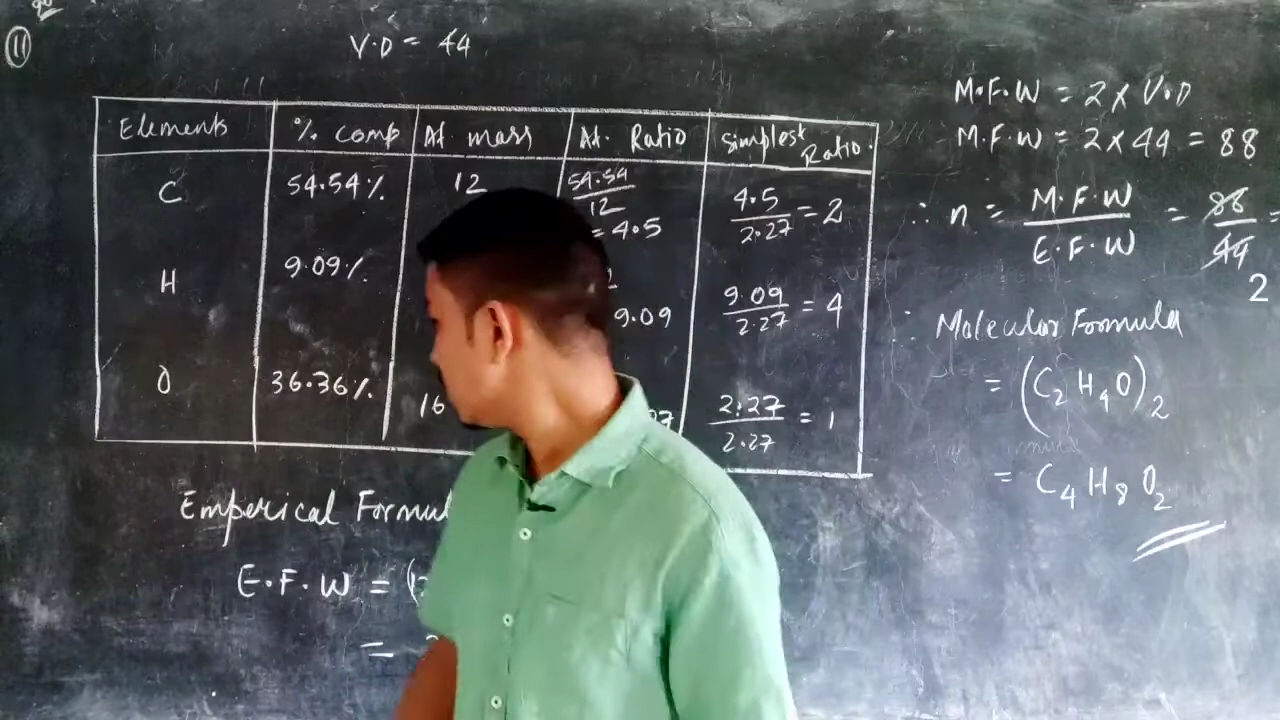 (11)
V.D = 44
Elements % comp At. mass At. Ratio simplest Ratio.
C 54.54% 12 54.54/12 = 4.5 4.5/2.27 = 2
H 9.09% 9.09 9.09/2.27 = 4
O 36.36% 16 2.27/2.27 = 1
Emperical
E.F.W = (
=
M.F.W = 2 x V.D
M.F.W = 2 x 44 = 88
∴ n = M.F.W/E.F.W = 88/44 =
2
∴ Molecular Formula
= (C₂H₄O)₂
= C₄H₈O₂